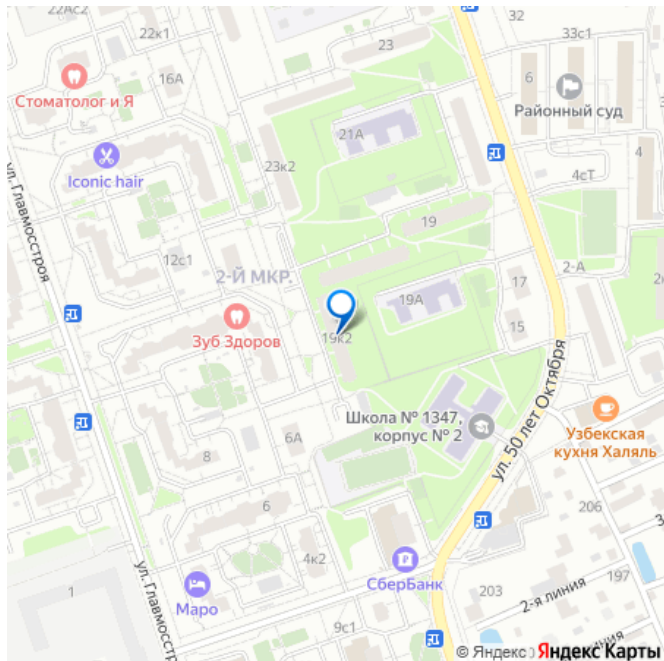 22Ас2
22к1
23
32
33с1
16А
6
Стоматолог и Я
Районный суд
21А
Iconic hair
23к2
4
4сТ
ул. Главмосстроя
19
12с1
2-Й МКР.
2-А
17
19А
15
Зуб Здоров
19к2
ул. 50 лет Октября
Школа № 1347,
корпус № 2
Узбекская
кухня Халяль
6А
8
6
206
4к2
СберБанк
197
1
Маро
203
2-я линия
ул. Главмосстроя
9с1
© Яндекс Яндекс Карты